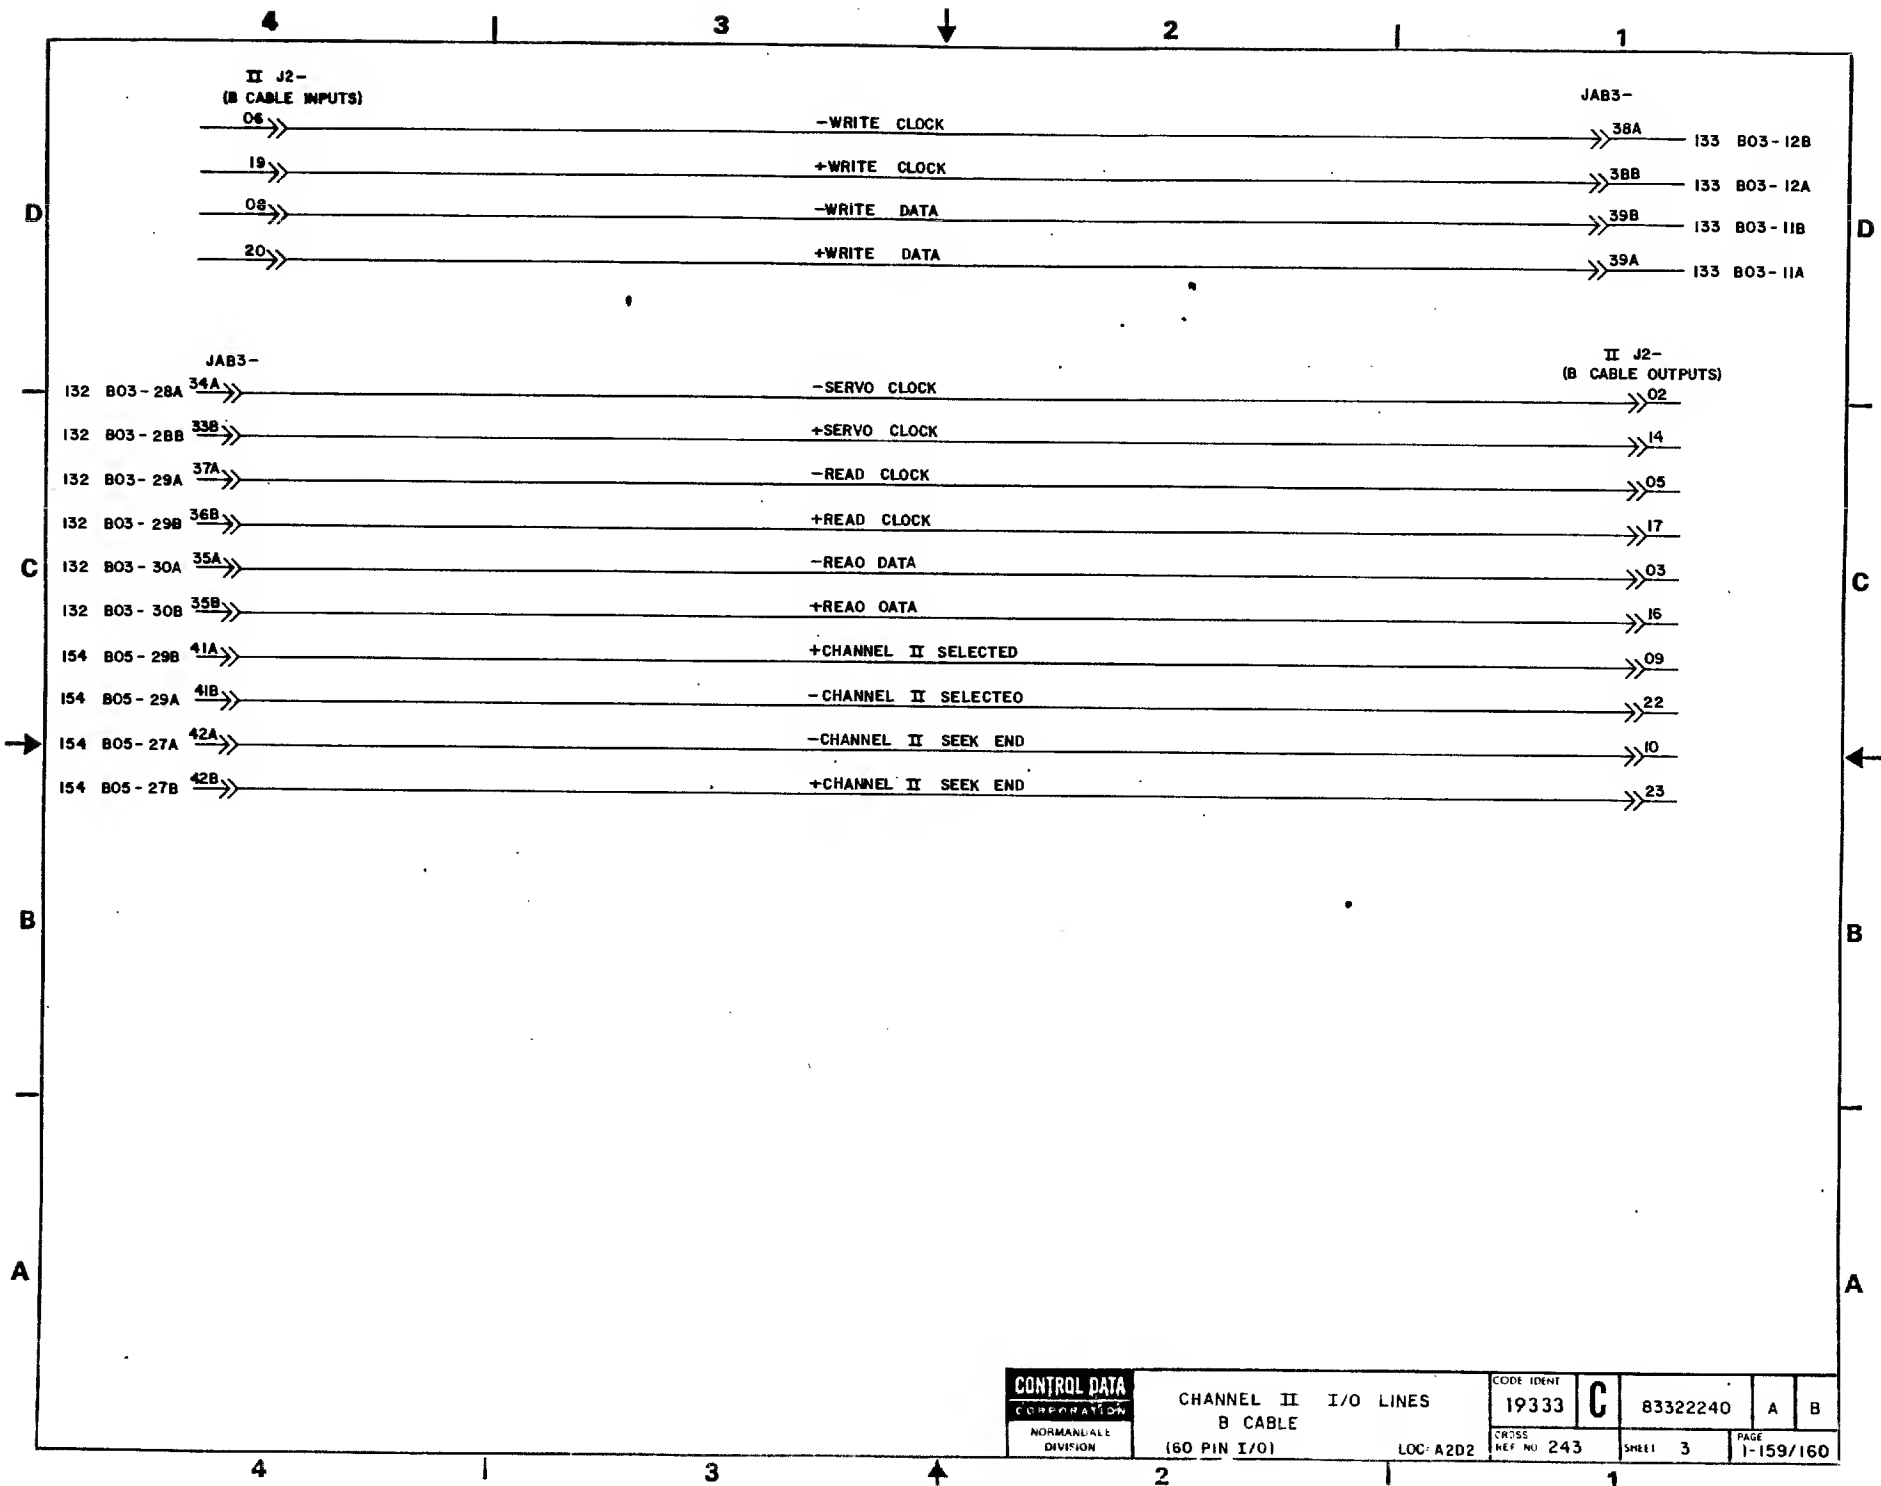 4 3 2 1
II J2-
(B CABLE INPUTS)
JAB3-
06 -WRITE CLOCK 38A 133 B03-12B
19 +WRITE CLOCK 3BB 133 B03-12A
08 -WRITE DATA 39B 133 B03-11B
20 +WRITE DATA 39A 133 B03-11A
D D
JAB3-
II J2-
(B CABLE OUTPUTS)
132 B03-28A 34A -SERVO CLOCK 02
132 B03-2BB 33B +SERVO CLOCK 14
132 B03-29A 37A -READ CLOCK 05
132 B03-29B 36B +READ CLOCK 17
C 132 B03-30A 35A -REAO DATA 03 C
132 B03-30B 35B +REAO OATA 16
154 B05-29B 41A +CHANNEL II SELECTED 09
154 B05-29A 41B -CHANNEL II SELECTEO 22
154 B05-27A 42A -CHANNEL II SEEK END 10
154 B05-27B 42B +CHANNEL II SEEK END 23
B B
A A
CONTROL DATA
CORPORATION
NORMANDALE
DIVISION
CHANNEL II I/O LINES
B CABLE
(60 PIN I/O) LOC: A2D2
CODE IDENT
19333 C 83322240 A B
CROSS
REF NO 243 SHEET 3 PAGE
1-159/160
4 3 2 1